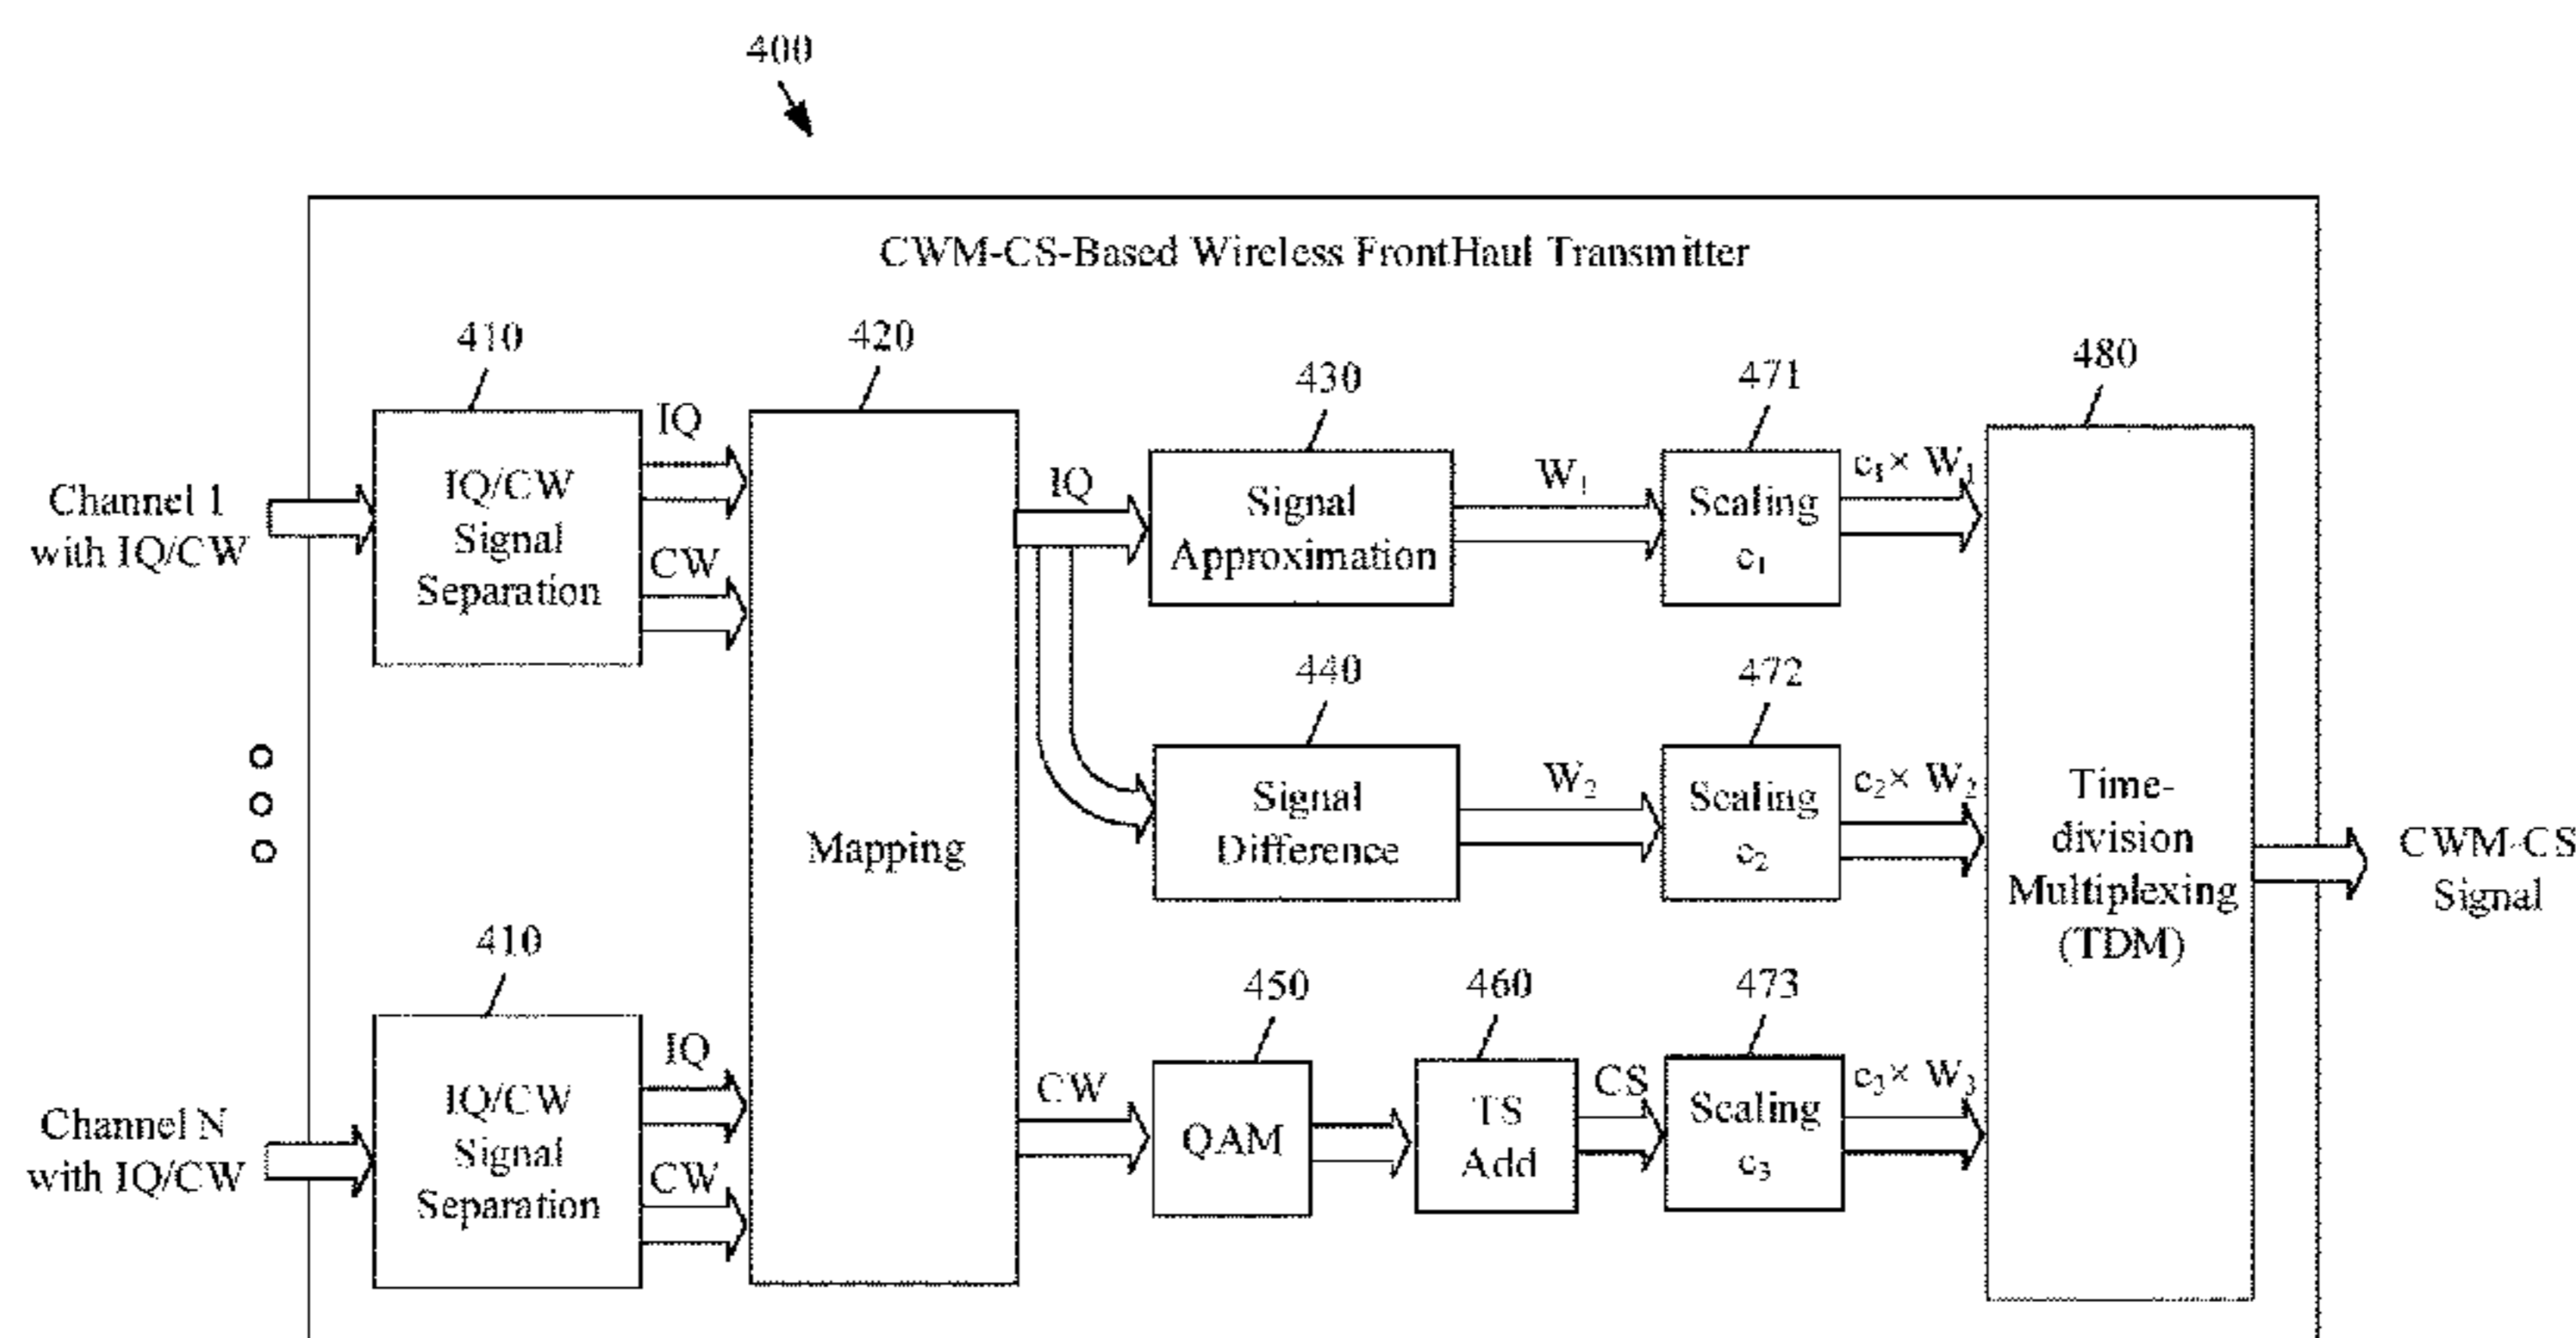 400
CWM-CS-Based Wireless FrontHaul Transmitter
410
420
430
471
480
IQ
IQ
Channel 1
with IQ/CW
IQ/CW
Signal
Separation
CW
Signal
Approximation
W₁
Scaling
c₁
c₁× W₁
440
472
Signal
Difference
W₂
Scaling
c₂
c₂× W₂
Mapping
Time-
division
Multiplexing
(TDM)
CWM-CS
Signal
410
450
460
473
Channel N
with IQ/CW
IQ/CW
Signal
Separation
IQ
CW
CW
QAM
TS
Add
CS
Scaling
c₃
c₃× W₃